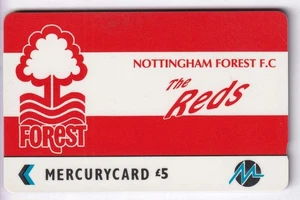 NOTTINGHAM FOREST F.C
The
Reds
FOREST
MERCURYCARD £5